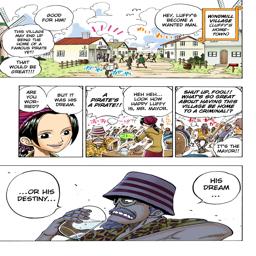 WINDMILL
VILLAGE
(LUFFY'S
HOME-
TOWN)
HEY, LUFFY'S
BECOME A
WANTED MAN.
GOOD
FOR HIM!
THIS VILLAGE
MAY END UP
BEING THE
HOME OF A
FAMOUS PIRATE
YET!
THAT
WOULD BE
GREAT!!!
SHUT UP, FOOL!!
WHAT'S SO GREAT
ABOUT HAVING THIS
VILLAGE BE HOME
TO A CRIMINAL!?
IT'S THE
MAYOR!!
HEH HEH...
LOOK HOW
HAPPY LUFFY
IS, MR. MAYOR.
A
PIRATE'S
A PIRATE!!
BUT IT
WAS HIS
DREAM.
ARE
YOU
WOR-
RIED?
HIS
DREAM
...
...OR HIS
DESTINY...